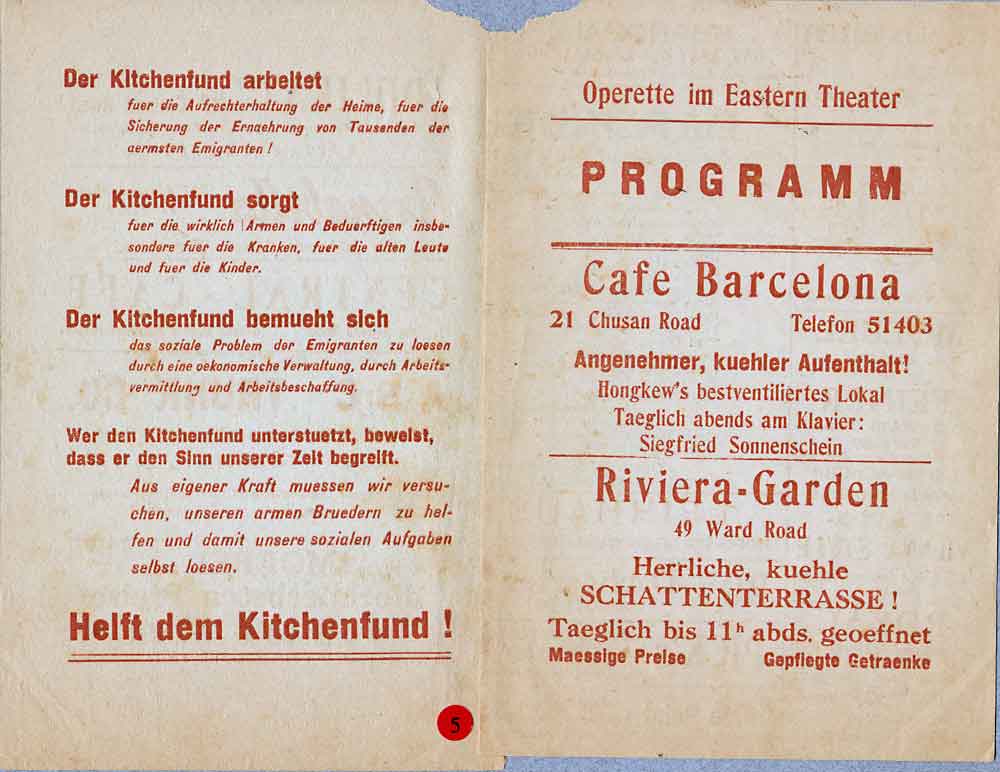 Der Kitchenfund arbeitet
fuer die Aufrechterhaltung der Heime, fuer die
Sicherung der Ernaehrung von Tausenden der
aermsten Emigranten !
Der Kitchenfund sorgt
fuer die wirklich Armen und Beduerftigen insbe-
sondere fuer die Kranken, fuer die alten Leute
und fuer die Kinder.
Der Kitchenfund bemueht sich
das soziale Problem der Emigranten zu loesen
durch eine oekonomische Verwaltung, durch Arbeits-
vermittlung und Arbeitsbeschaffung.
Wer den Kitchenfund unterstuetzt, beweist,
dass er den Sinn unserer Zeit begreift.
Aus eigener Kraft muessen wir versu-
chen, unseren armen Bruedern zu hel-
fen und damit unsere sozialen Aufgaben
selbst loesen.
Helft dem Kitchenfund !
5
Operette im Eastern Theater
PROGRAMM
Cafe Barcelona
21 Chusan Road Telefon 51403
Angenehmer, kuehler Aufenthalt!
Hongkew's bestventiliertes Lokal
Taeglich abends am Klavier:
Siegfried Sonnenschein
Riviera-Garden
49 Ward Road
Herrliche, kuehle
SCHATTENTERRASSE !
Taeglich bis 11h abds. geoeffnet
Maessige Preise Gepflegte Getraenke